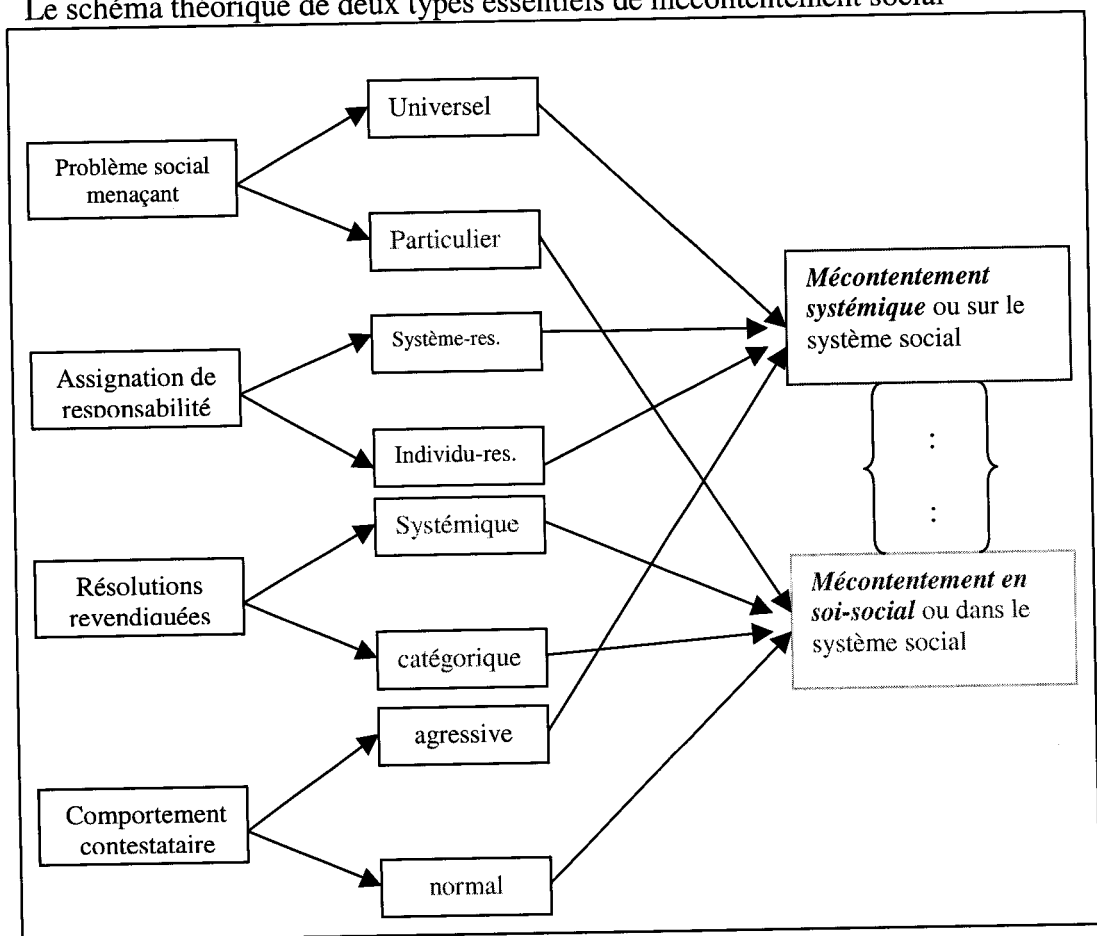 Le schéma théorique de deux types essentiels de mécontentement social
Universel
Problème social
menaçant
Particulier
Mécontentement
systémique ou sur le
système social
Système-res.
Assignation de
responsabilité
Individu-res.
:
:
Systémique
Résolutions
revendiquées
Mécontentement en
soi-social ou dans le
système social
catégorique
agressive
Comportement
contestataire
normal